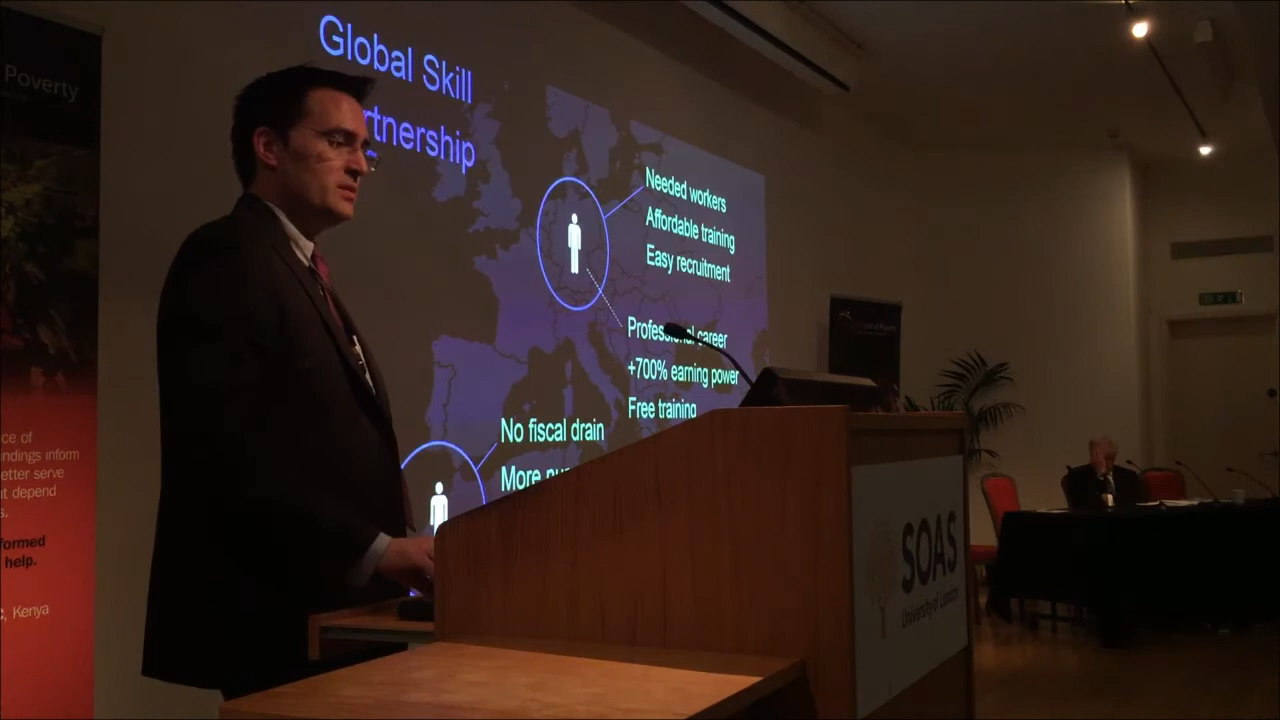 Poverty
ce of
indings inform
etter serve
t depend
s.
formed
help.
, Kenya
Global Skill
rtnership
Needed workers
Affordable training
Easy recruitment
Professional career
+700% earning power
Free training
No fiscal drain
More
SOAS
University of London